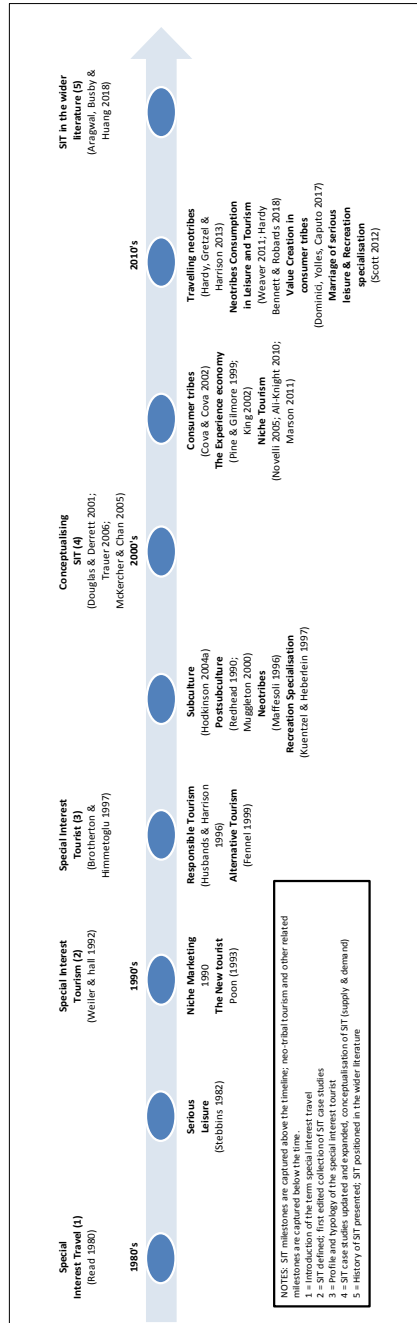 Special
Interest Travel (1)
(Read 1980)
1980's
Serious
Leisure
(Stebbins 1982)
Special Interest
Tourism (2)
(Weiler & hall 1992)
1990's
Niche Marketing
1990
The New tourist
Poon (1993)
Special Interest
Tourist (3)
(Brotherton &
Himmetoglu 1997)
Responsible Tourism
(Husbands & Harrison
1996)
Alternative Tourism
(Fennel 1999)
Subculture
(Hodkinson 2004a)
Postsubculture
(Redhead 1990;
Muggleton 2000)
Neotribes
(Maffesoli 1996)
Recreation Specialisation
(Kuentzel & Heberlein 1997)
Conceptualising
SIT (4)
(Douglas & Derrett 2001;
Trauer 2006;
McKercher & Chan 2005)
2000's
Consumer tribes
(Cova & Cova 2002)
The Experience economy
(Pine & Gilmore 1999;
King 2002)
Niche Tourism
(Novelli 2005; Ali-Knight 2010;
Marson 2011)
2010's
Travelling neotribes
(Hardy, Gretzel &
Harrison 2013)
Neotribes Consumption
in Leisure and Tourism
(Weaver 2011; Hardy
Bennett & Robards 2018)
Value Creation in
consumer tribes
(Dominici, Yolles, Caputo 2017)
Marriage of serious
leisure & Recreation
specialisation
(Scott 2012)
SIT in the wider
literature (5)
(Aragwal, Busby &
Huang 2018)
NOTES: SIT milestones are captured above the timeline; neo-tribal tourism and other related
milestones are captured below the time.
1 = Introduction of the term special interest travel
2 = SIT defined; first edited collection of SIT case studies
3 = Profile and typology of the special interest tourist
4 = SIT case studies updated and expanded, conceptualisation of SIT (supply & demand)
5 = History of SIT presented; SIT positioned in the wider literature